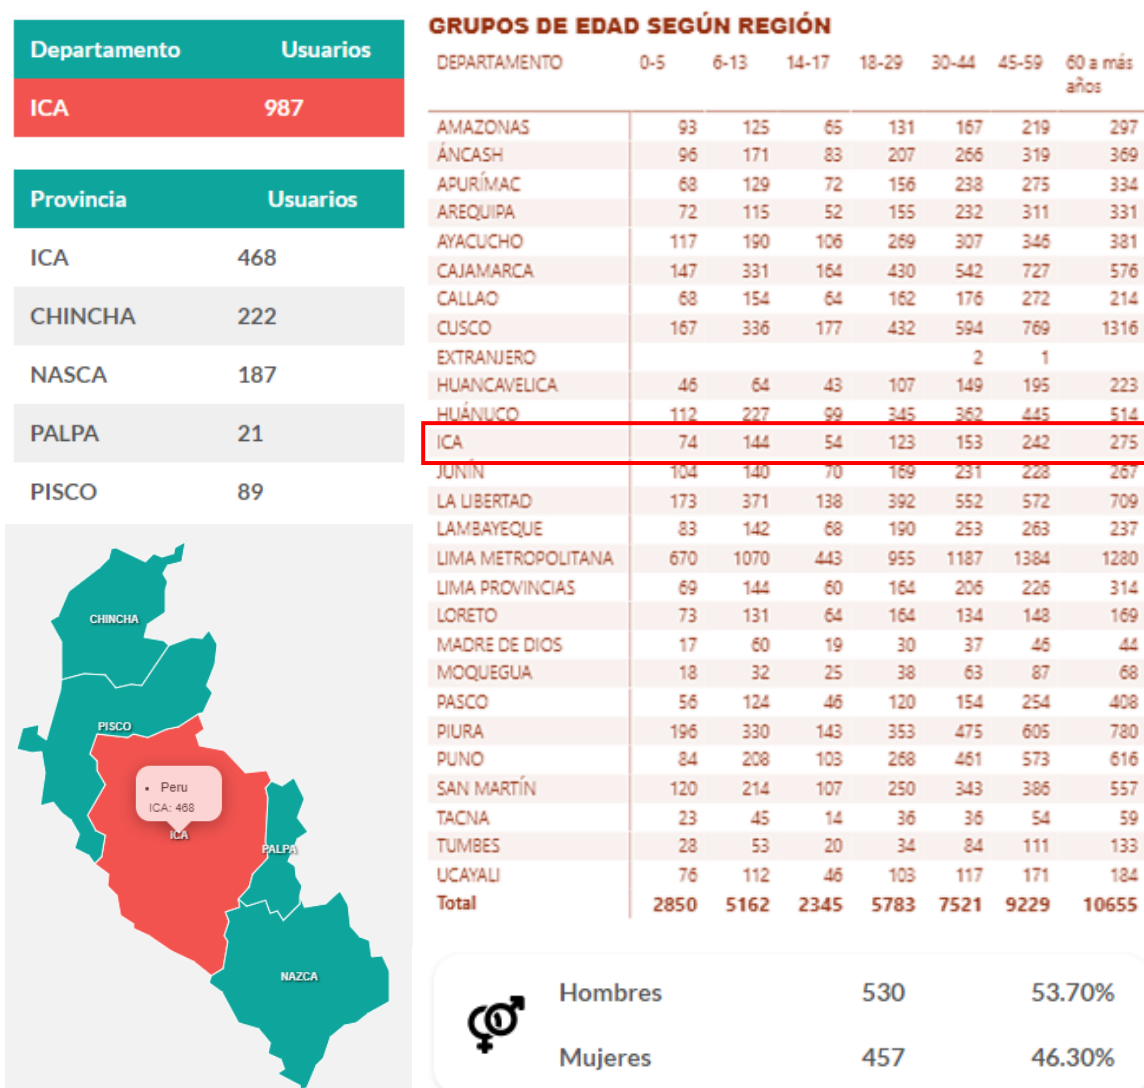 Departamento Usuarios
ICA 987
Provincia Usuarios
ICA 468
CHINCHA 222
NASCA 187
PALPA 21
PISCO 89
CHINCHA
PISCO
• Peru
ICA: 468
ICA
PALPA
NAZCA
GRUPOS DE EDAD SEGÚN REGIÓN
DEPARTAMENTO 0-5 6-13 14-17 18-29 30-44 45-59 60 a más
años
AMAZONAS 93 125 65 131 167 219 297
ÁNCASH 96 171 83 207 266 319 369
APURÍMAC 68 129 72 156 238 275 334
AREQUIPA 72 115 52 155 232 311 331
AYACUCHO 117 190 106 269 307 346 381
CAJAMARCA 147 331 164 430 542 727 576
CALLAO 68 154 64 162 176 272 214
CUSCO 167 336 177 432 594 769 1316
EXTRANJERO 2 1
HUANCAVELICA 46 64 43 107 149 195 223
HUÁNUCO 112 227 99 345 362 445 514
ICA 74 144 54 123 153 242 275
JUNÍN 104 140 70 169 231 228 267
LA LIBERTAD 173 371 138 392 552 572 709
LAMBAYEQUE 83 142 68 190 253 263 237
LIMA METROPOLITANA 670 1070 443 955 1187 1384 1280
LIMA PROVINCIAS 69 144 60 164 206 226 314
LORETO 73 131 64 164 134 148 169
MADRE DE DIOS 17 60 19 30 37 46 44
MOQUEGUA 18 32 25 38 63 87 68
PASCO 56 124 46 120 154 254 408
PIURA 196 330 143 353 475 605 780
PUNO 84 208 103 268 461 573 616
SAN MARTÍN 120 214 107 250 343 386 557
TACNA 23 45 14 36 36 54 59
TUMBES 28 53 20 34 84 111 133
UCAYALI 76 112 46 103 117 171 184
Total 2850 5162 2345 5783 7521 9229 10655
Hombres 530 53.70%
Mujeres 457 46.30%